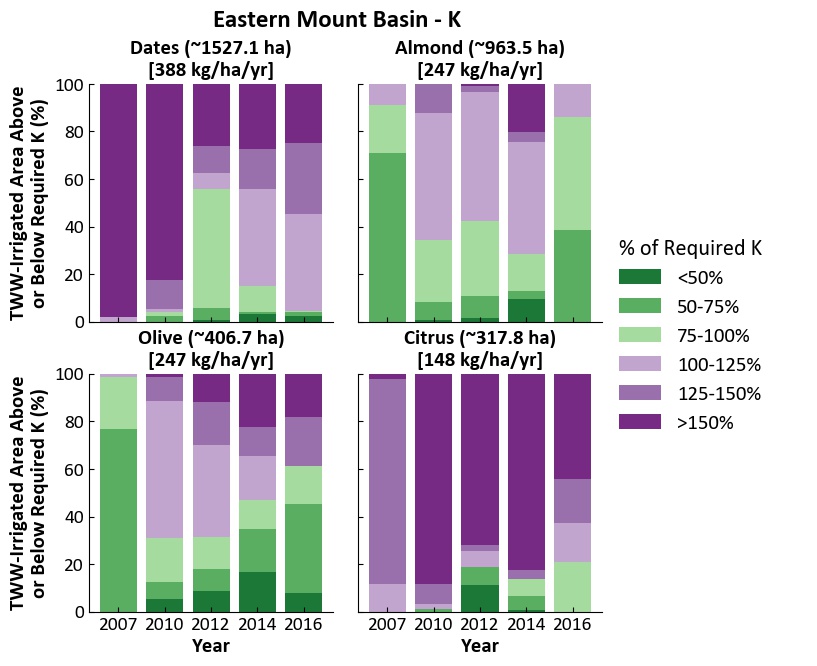 Eastern Mount Basin - K
Dates (~1527.1 ha)
[388 kg/ha/yr]
Almond (~963.5 ha)
[247 kg/ha/yr]
TWW-Irrigated Area Above
or Below Required K (%)
100
80
60
40
20
0
Olive (~406.7 ha)
[247 kg/ha/yr]
Citrus (~317.8 ha)
[148 kg/ha/yr]
TWW-Irrigated Area Above
or Below Required K (%)
100
80
60
40
20
0
2007 2010 2012 2014 2016
Year
2007 2010 2012 2014 2016
Year
% of Required K
<50%
50-75%
75-100%
100-125%
125-150%
>150%